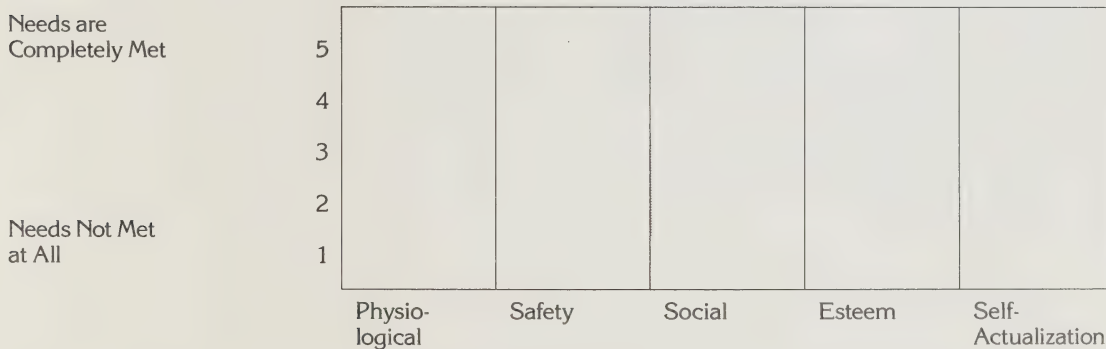 Needs are
Completely Met
5
4
3
2
Needs Not Met
at All
1
Physio-
logical
Safety
Social
Esteem
Self-
Actualization